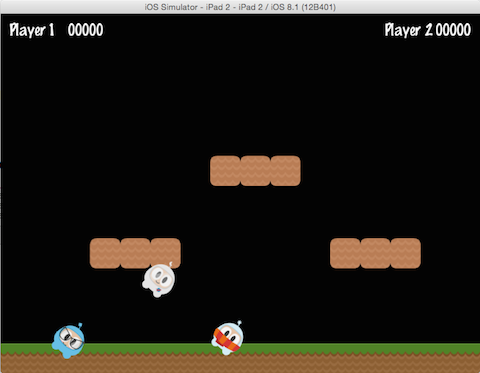 iOS Simulator - iPad 2 - iPad 2 / iOS 8.1 (12B401)
Player 1 00000 Player 2 00000